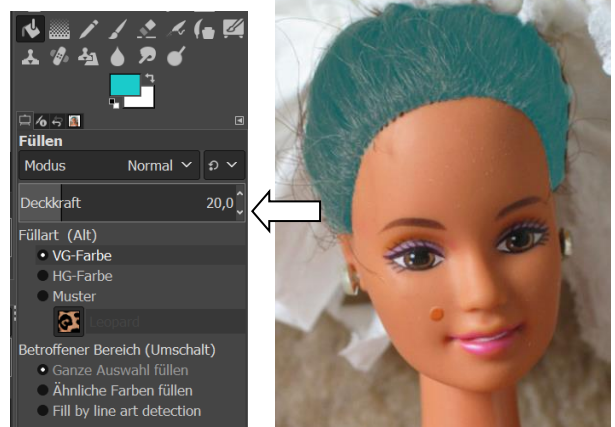 Füllen
Modus Normal
Deckkraft 20,0
Füllart (Alt)
VG-Farbe
HG-Farbe
Muster
Leopard
Betroffener Bereich (Umschalt)
Ganze Auswahl füllen
Ähnliche Farben füllen
Fill by line art detection